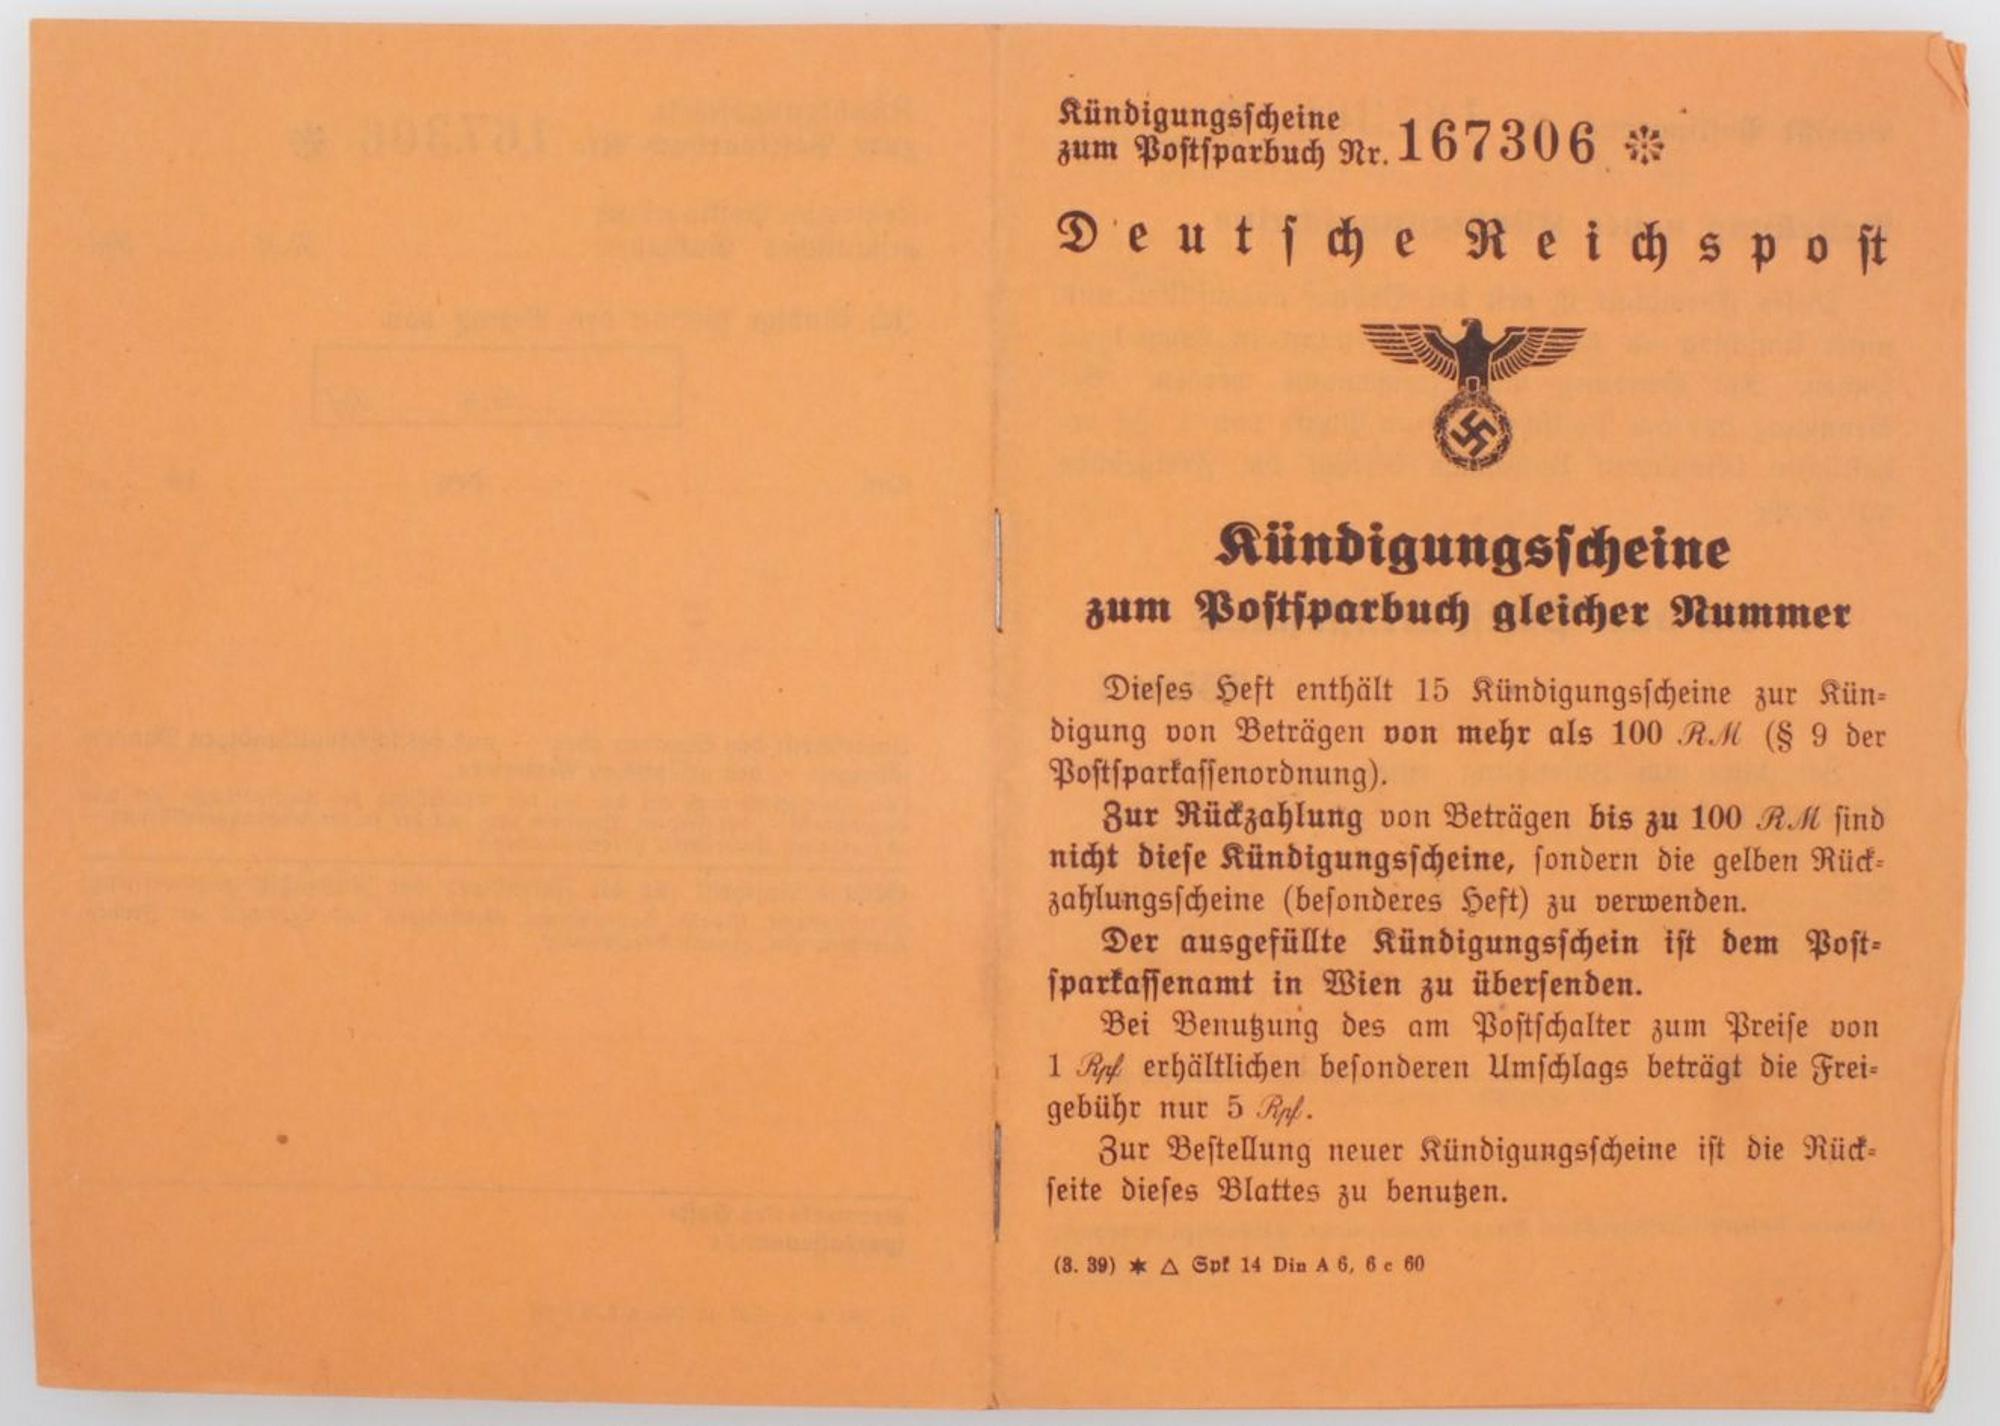 Kündigungsscheine
zum Postsparbuch Nr. 167306 ❊
Deutsche Reichspost
Kündigungsscheine
zum Postsparbuch gleicher Nummer
Dieses Heft enthält 15 Kündigungsscheine zur Kün-
digung von Beträgen von mehr als 100 RM (§ 9 der
Postsparkassenordnung).
Zur Rückzahlung von Beträgen bis zu 100 RM sind
nicht diese Kündigungsscheine, sondern die gelben Rück-
zahlungsscheine (besonderes Heft) zu verwenden.
Der ausgefüllte Kündigungsschein ist dem Post-
sparkassenamt in Wien zu übersenden.
Bei Benutzung des am Postschalter zum Preise von
1 Rpf erhältlichen besonderen Umschlags beträgt die Frei-
gebühr nur 5 Rpf.
Zur Bestellung neuer Kündigungsscheine ist die Rück-
seite dieses Blattes zu benutzen.
(3. 39) ✶ △ Spk 14 Din A 6, 6 c 60